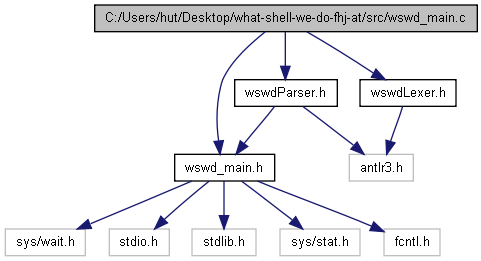 C:/Users/hut/Desktop/what-shell-we-do-fhj-at/src/wswd_main.c
wswdParser.h
wswdLexer.h
wswd_main.h
antlr3.h
sys/wait.h
stdio.h
stdlib.h
sys/stat.h
fcntl.h